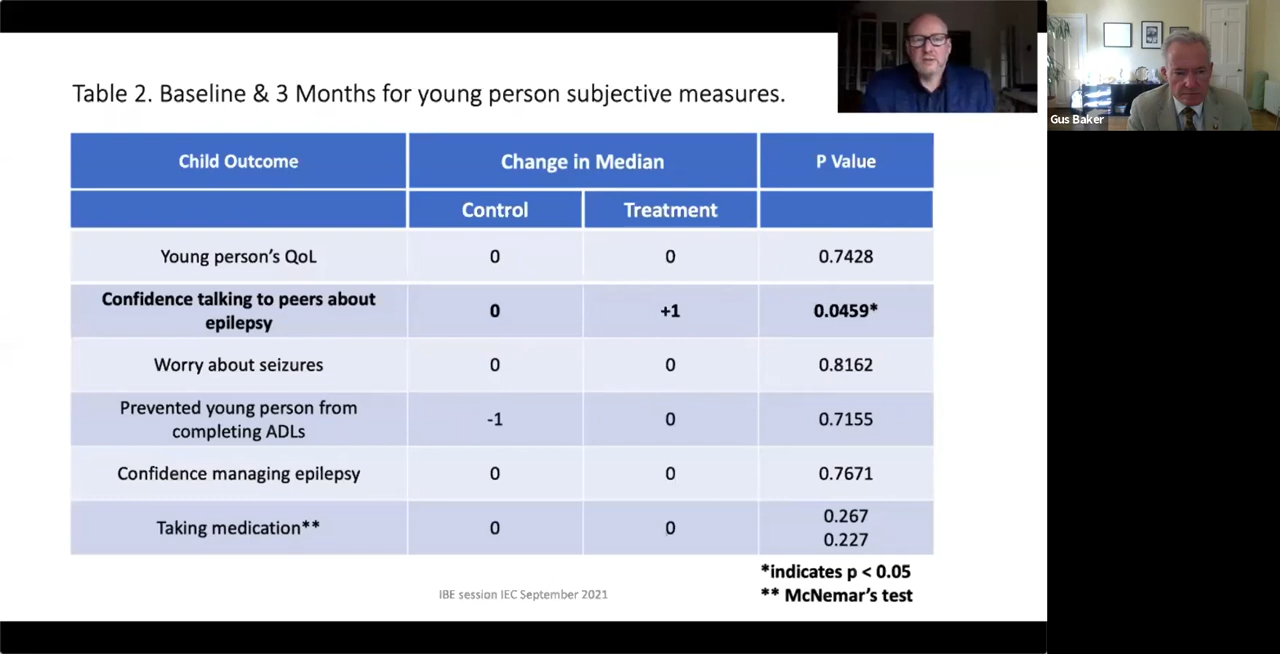 Table 2. Baseline & 3 Months for young person subjective measures.
Gus Baker
Child Outcome
Change in Median
P Value
Control
Treatment
Young person’s QoL
0
0
0.7428
Confidence talking to peers about
epilepsy
0
+1
0.0459*
Worry about seizures
0
0
0.8162
Prevented young person from
completing ADLs
-1
0
0.7155
Confidence managing epilepsy
0
0
0.7671
Taking medication**
0
0
0.267
0.227
*indicates p < 0.05
** McNemar’s test
IBE session IEC September 2021